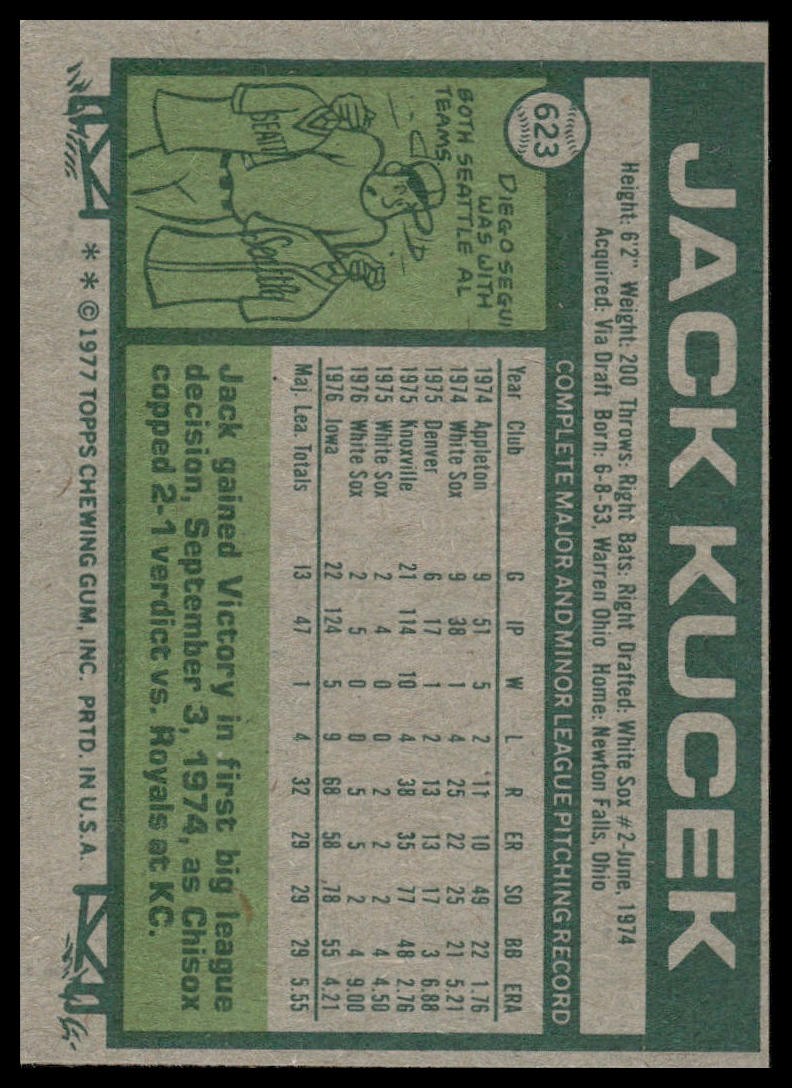 JACK KUCEK
623
Height: 6'2" Weight: 200 Throws: Right Bats: Right Drafted: White Sox #2-June, 1974
Acquired: Via Draft Born: 6-8-53, Warren Ohio Home: Newton Falls, Ohio
COMPLETE MAJOR AND MINOR LEAGUE PITCHING RECORD
Year Club G IP W L R ER SO BB ERA
1974 Appleton 9 51 5 2 11 10 49 22 1.76
1974 White Sox 9 38 1 4 25 22 25 21 5.21
1975 Denver 6 17 1 2 13 13 17 3 6.88
1975 Knoxville 21 114 10 4 38 35 77 48 2.76
1975 White Sox 2 4 0 0 2 2 2 4 4.50
1976 White Sox 2 5 0 0 5 5 2 4 9.00
1976 Iowa 22 124 5 9 68 58 78 55 4.21
Maj. Lea. Totals 13 47 1 4 32 29 29 29 5.55
DIEGO SEGUI
WAS WITH
BOTH SEATTLE AL
TEAMS.
SEATTL
Seattle
Jack gained Victory in first big league
decision, September 3, 1974, as Chisox
copped 2-1 verdict vs. Royals at KC.
* * ©1977 TOPPS CHEWING GUM, INC. PRTD. IN U.S.A.